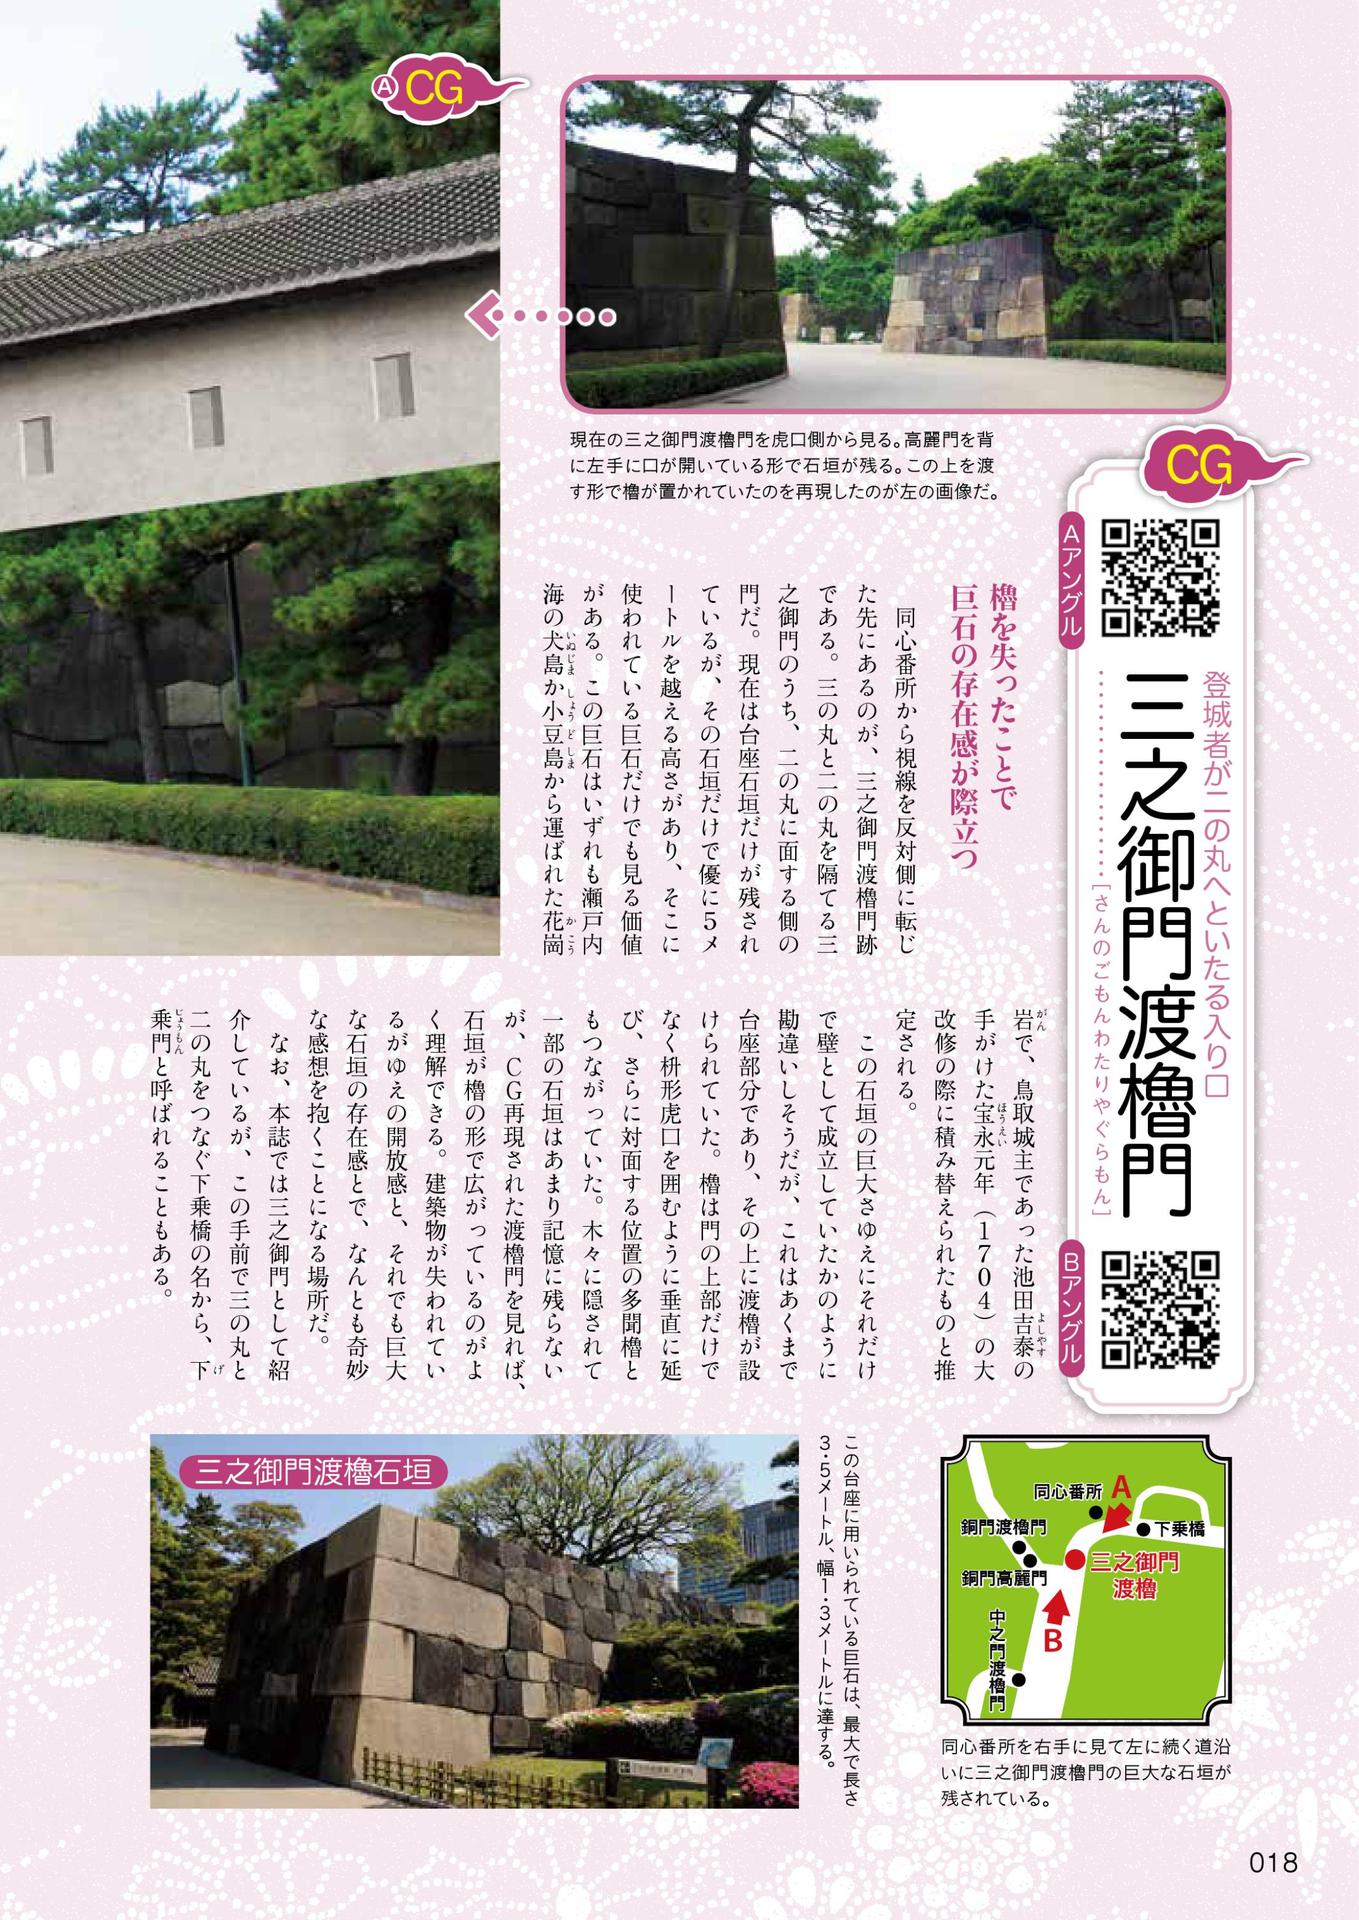 登城者が二の丸へといたる入り口
三之御門渡櫓門
[さんのごもんわたりやぐらもん]
CG
Aアングル
Bアングル
A CG
現在の三之御門渡櫓門を虎口側から見る。高麗門を背
に左手に口が開いている形で石垣が残る。この上を渡
す形で櫓が置かれていたのを再現したのが左の画像だ。
櫓を失ったことで
巨石の存在感が際立つ
同心番所から視線を反対側に転じ
た先にあるのが、三之御門渡櫓門跡
である。三の丸と二の丸を隔てる三
之御門のうち、二の丸に面する側の
門だ。現在は台座石垣だけが残され
ているが、その石垣だけで優に5メ
ートルを越える高さがあり、そこに
使われている巨石だけでも見る価値
がある。この巨石はいずれも瀬戸内
海の犬島か小豆島から運ばれた花崗
いぬじま しょうどしま かこう
岩で、鳥取城主であった池田吉泰の
がん よしやす
手がけた宝永元年（1704）の大
ほうえい
改修の際に積み替えられたものと推
定される。
この石垣の巨大さゆえにそれだけ
で壁として成立していたかのように
勘違いしそうだが、これはあくまで
台座部分であり、その上に渡櫓が設
けられていた。櫓は門の上部だけで
なく枡形虎口を囲むように垂直に延
び、さらに対面する位置の多聞櫓と
もつながっていた。木々に隠されて
一部の石垣はあまり記憶に残らない
が、CG再現された渡櫓門を見れば、
石垣が櫓の形で広がっているのがよ
く理解できる。建築物が失われてい
るがゆえの開放感と、それでも巨大
な石垣の存在感とで、なんとも奇妙
な感想を抱くことになる場所だ。
なお、本誌では三之御門として紹
介しているが、この手前で三の丸と
二の丸をつなぐ下乗橋の名から、下
げ
乗門と呼ばれることもある。
じょうもん
三之御門渡櫓石垣
この台座に用いられている巨石は、最大で長さ
3・5メートル、幅1・3メートルに達する。
同心番所
A
下乗橋
銅門渡櫓門
銅門高麗門
三之御門
渡櫓
B
中之門渡櫓門
同心番所を右手に見て左に続く道沿
いに三之御門渡櫓門の巨大な石垣が
残されている。
018